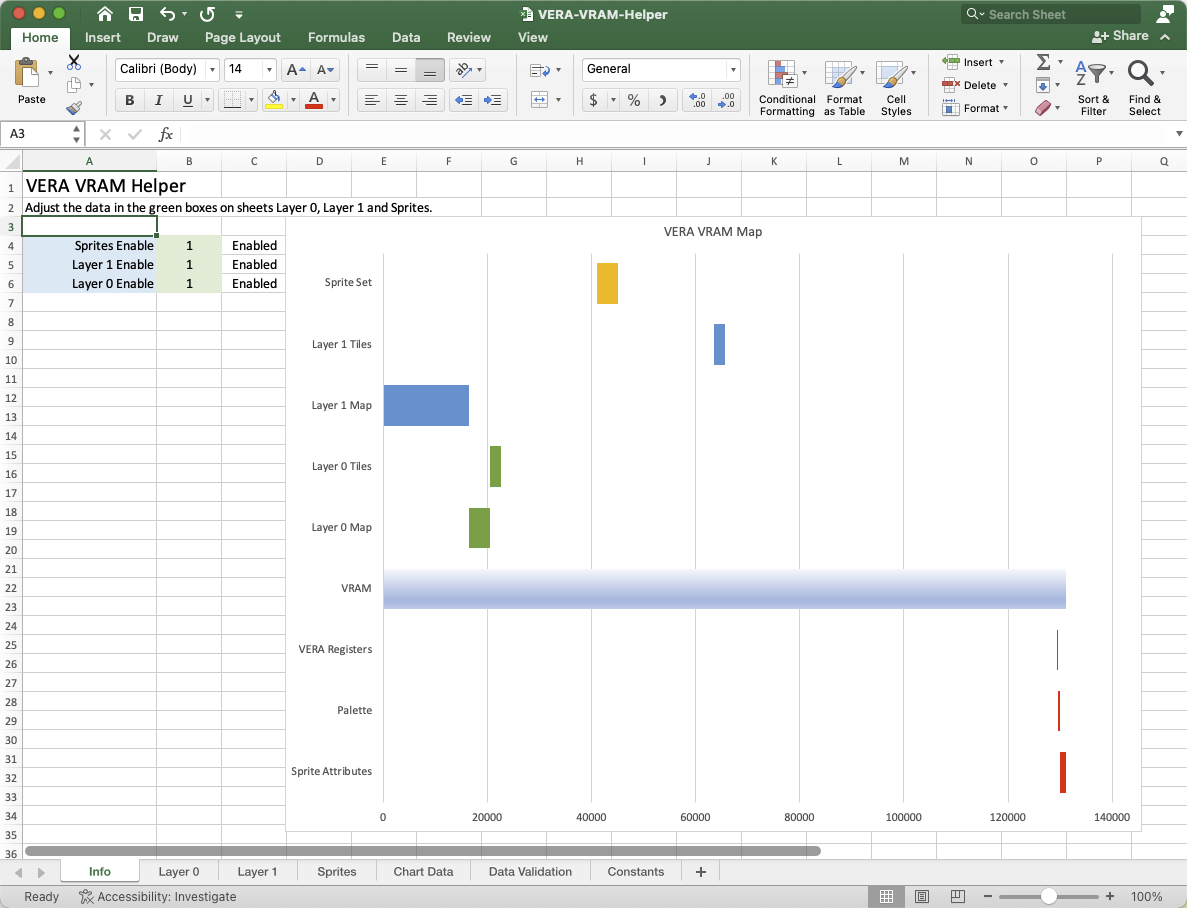 VERA-VRAM-Helper
Search Sheet
Home Insert Draw Page Layout Formulas Data Review View Share
Paste
Calibri (Body) 14
B I U A
General
$ % .00 .0
Conditional Formatting
Format as Table
Cell Styles
Insert
Delete
Format
Sort & Filter
Find & Select
A3 fx
A B C D E F G H I J K L M N O P Q
1 VERA VRAM Helper
2 Adjust the data in the green boxes on sheets Layer 0, Layer 1 and Sprites.
3
4 Sprites Enable 1 Enabled
5 Layer 1 Enable 1 Enabled
6 Layer 0 Enable 1 Enabled
7
8
9
10
11
12
13
14
15
16
17
18
19
20
21
22
23
24
25
26
27
28
29
30
31
32
33
34
35
36
VERA VRAM Map
Sprite Set
Layer 1 Tiles
Layer 1 Map
Layer 0 Tiles
Layer 0 Map
VRAM
VERA Registers
Palette
Sprite Attributes
0 20000 40000 60000 80000 100000 120000 140000
Info Layer 0 Layer 1 Sprites Chart Data Data Validation Constants +
Ready Accessibility: Investigate 100%